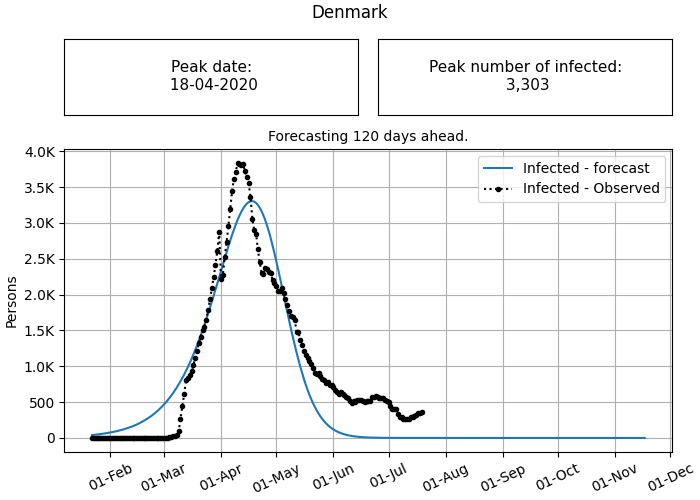 Denmark
Peak date:
18-04-2020
Peak number of infected:
3,303
Forecasting 120 days ahead.
4.0K
3.5K
3.0K
2.5K
2.0K
1.5K
1.0K
500
0
Persons
Infected - forecast
Infected - Observed
01-Feb
01-Mar
01-Apr
01-May
01-Jun
01-Jul
01-Aug
01-Sep
01-Oct
01-Nov
01-Dec